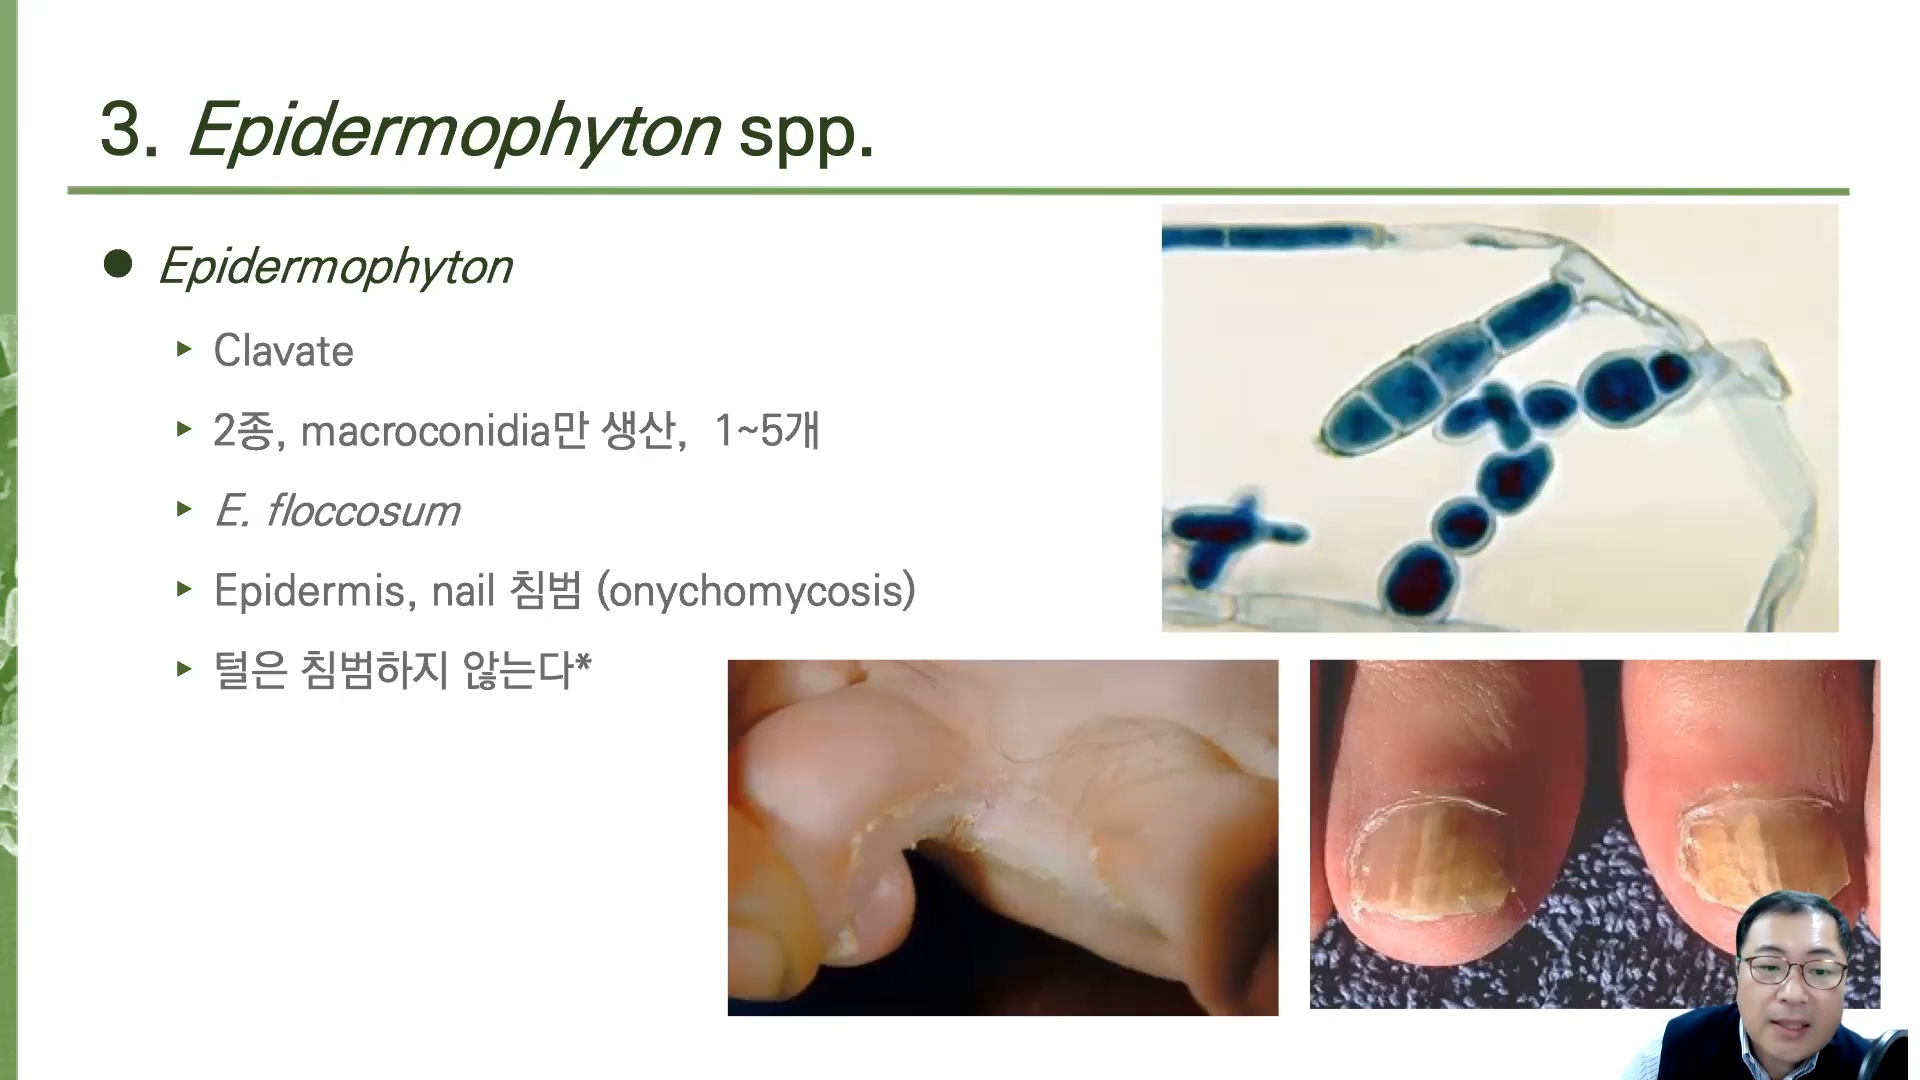 3. Epidermophyton spp.
Epidermophyton
Clavate
2종, macroconidia만 생산, 1~5개
E. floccosum
Epidermis, nail 침범 (onychomycosis)
털은 침범하지 않는다*